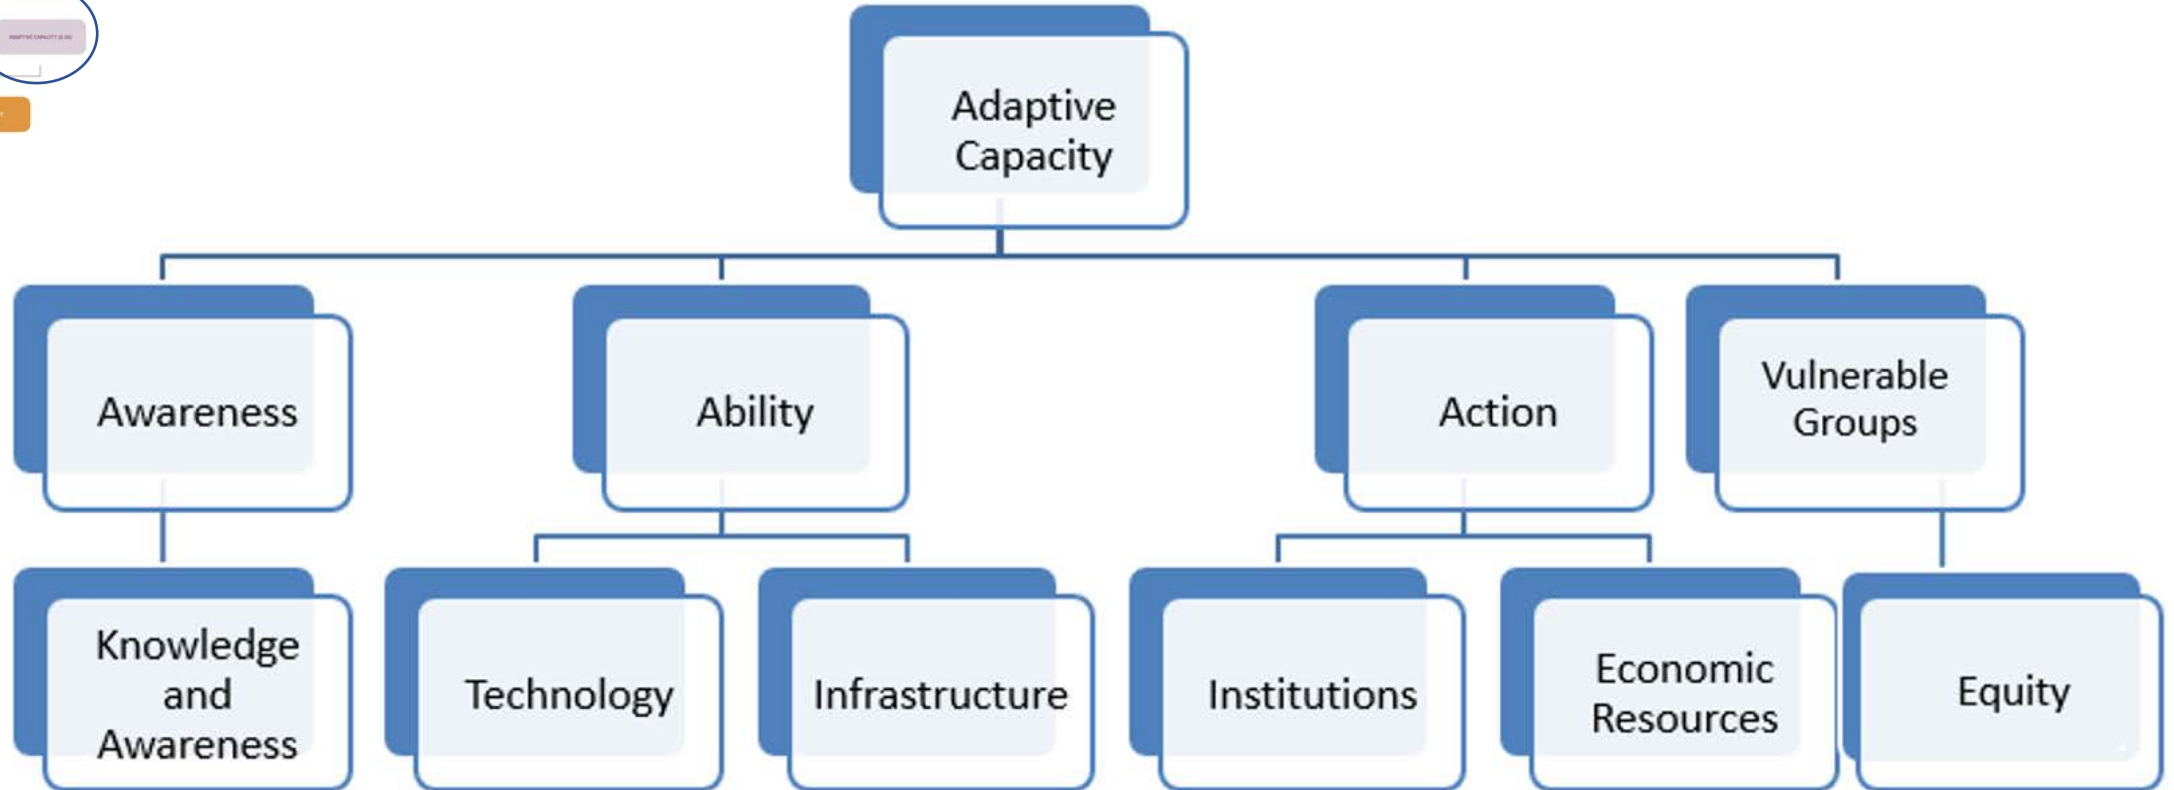 Adaptive
Capacity
Awareness
Ability
Action
Vulnerable
Groups
Knowledge
and
Awareness
Technology
Infrastructure
Institutions
Economic
Resources
Equity